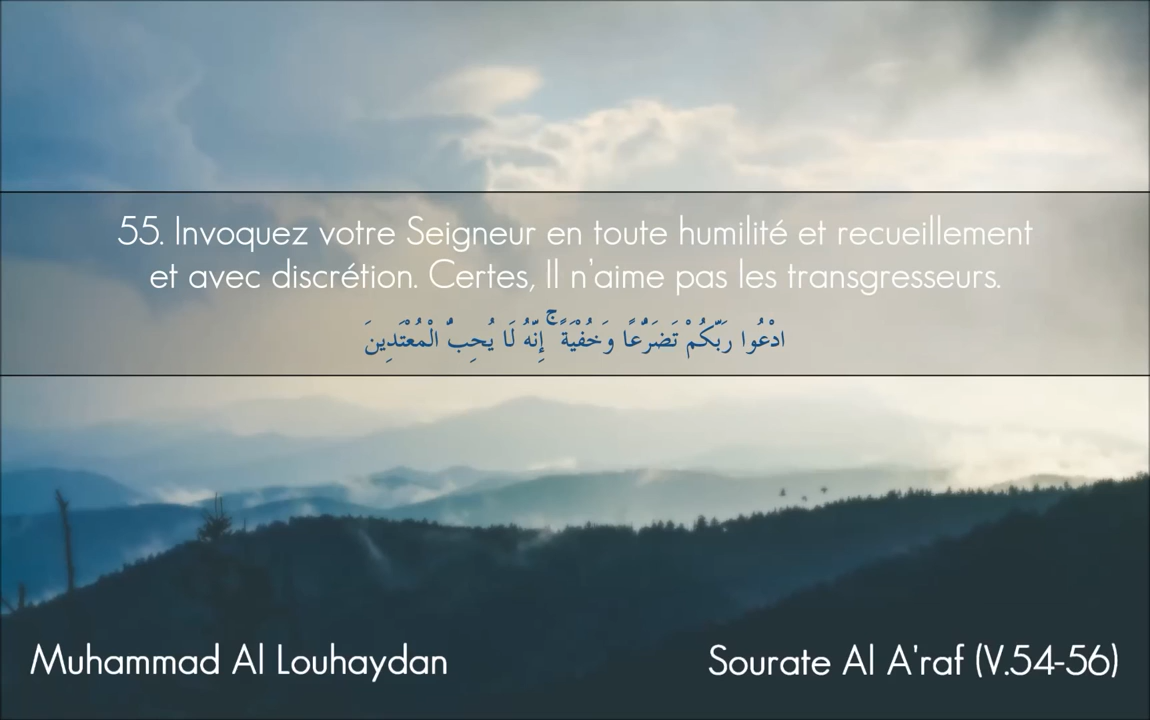 55. Invoquez votre Seigneur en toute humilité et recueillement
et avec discrétion. Certes, Il n'aime pas les transgresseurs.
ادْعُوا رَبَّكُمْ تَضَرُّعًا وَخُفْيَةً ۚ إِنَّهُ لَا يُحِبُّ الْمُعْتَدِينَ
Muhammad Al Louhaydan
Sourate Al A'raf (V.54-56)